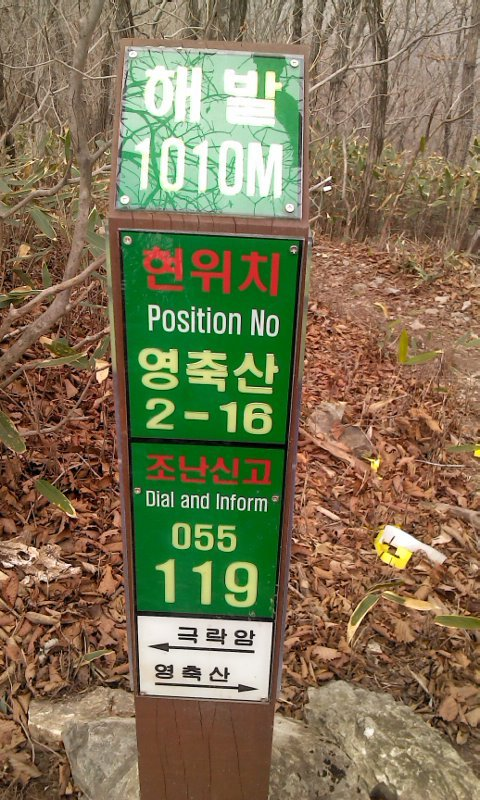 해발
1010M
현위치
Position No
영축산
2-16
조난신고
Dial and Inform
055
119
극락암
영축산